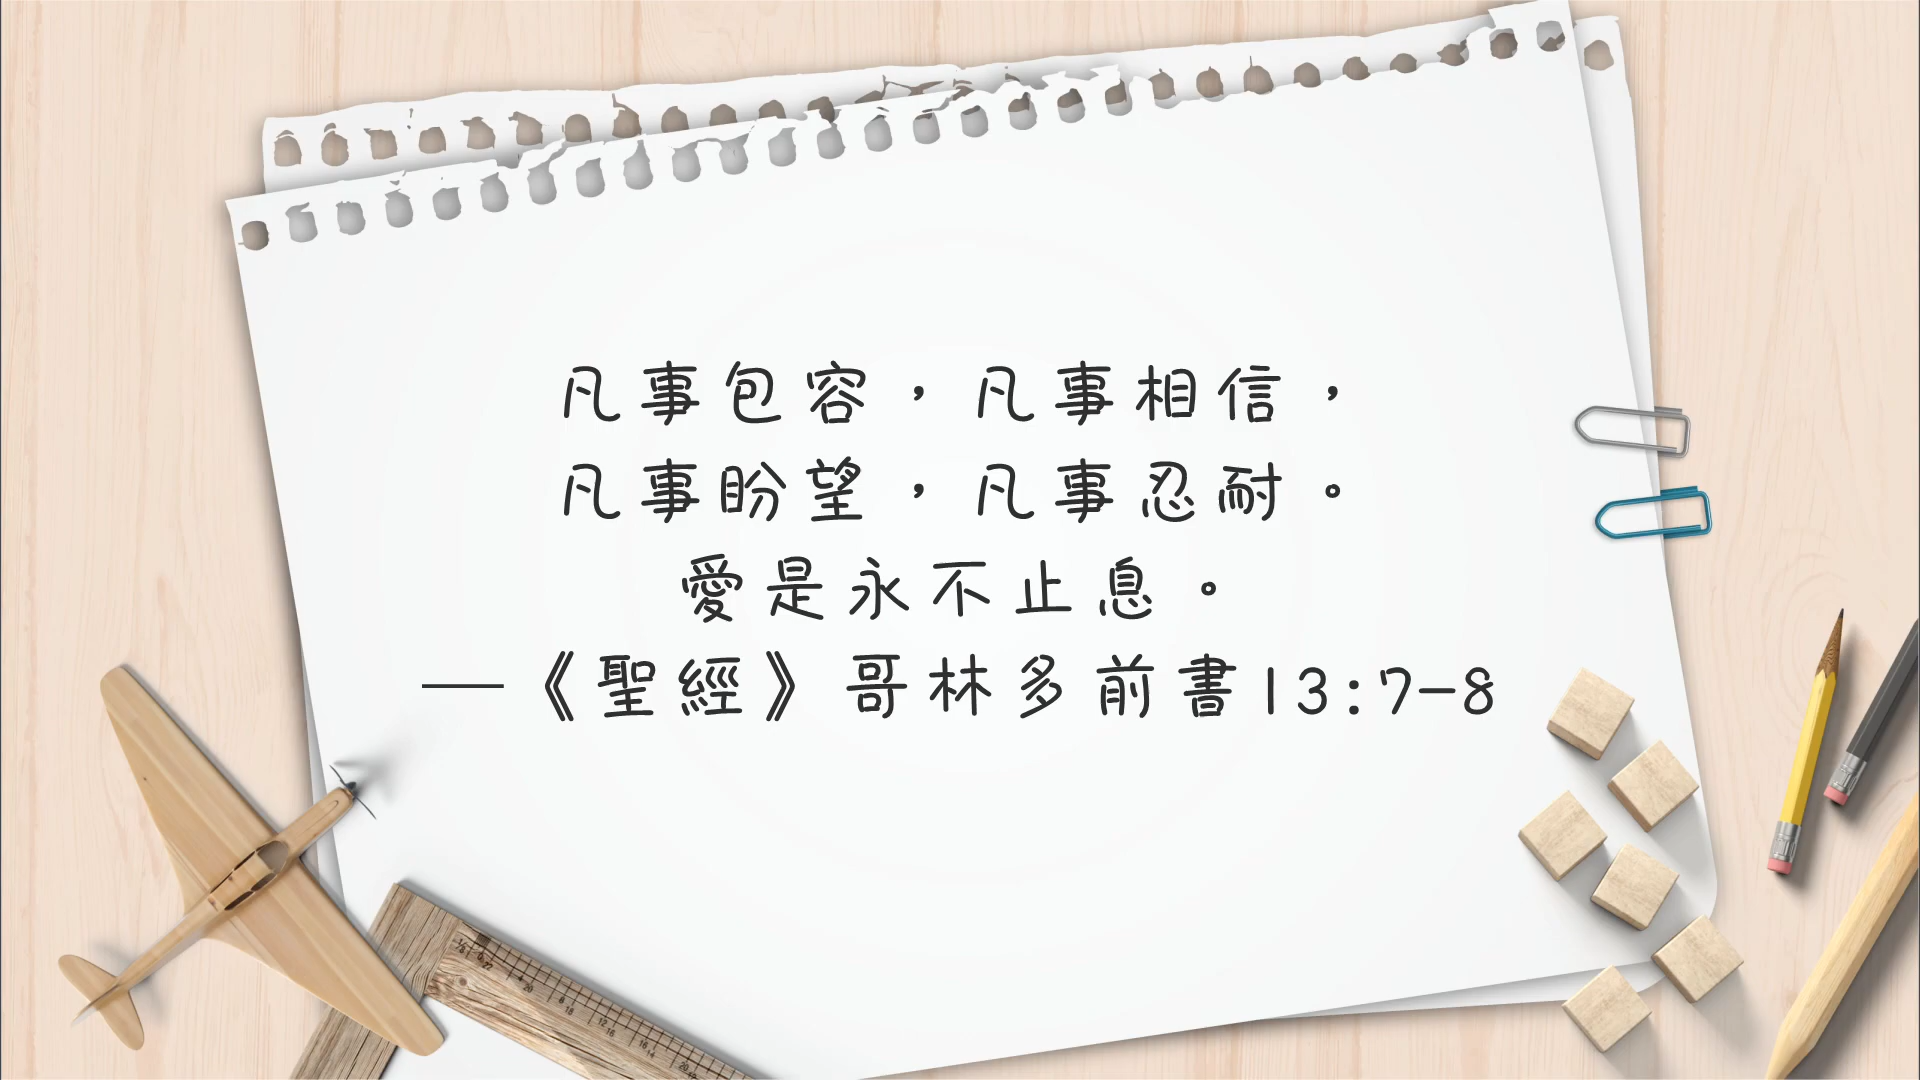 凡事包容，凡事相信，
凡事盼望，凡事忍耐。
愛是永不止息。
—《聖經》哥林多前書13:7-8